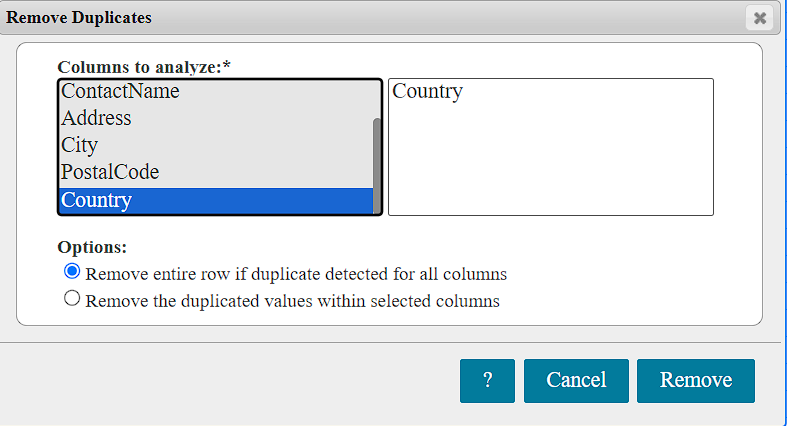 Remove Duplicates
Columns to analyze:*
ContactName
Address
City
PostalCode
Country
Country
Options:
Remove entire row if duplicate detected for all columns
Remove the duplicated values within selected columns
? Cancel Remove